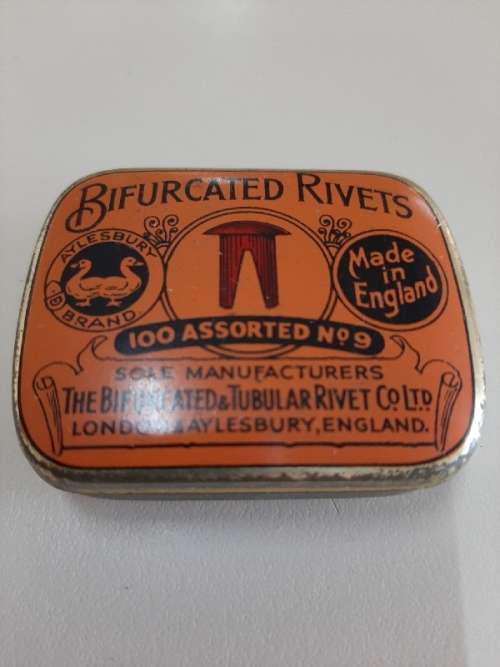 BIFURCATED RIVETS
AYLESBURY
BRAND
Made
in
England
100 ASSORTED No 9
SOLE MANUFACTURERS
THE BIFURCATED & TUBULAR RIVET Co LTD
LONDON & AYLESBURY, ENGLAND.